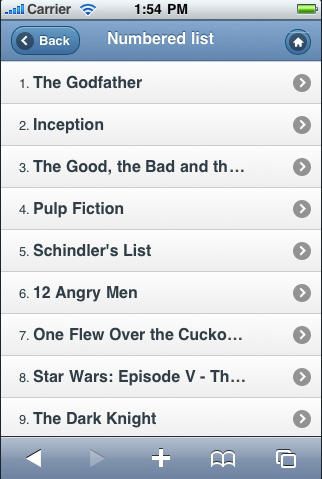 Carrier 1:54 PM
Back Numbered list
1. The Godfather
2. Inception
3. The Good, the Bad and th...
4. Pulp Fiction
5. Schindler's List
6. 12 Angry Men
7. One Flew Over the Cucko...
8. Star Wars: Episode V - Th...
9. The Dark Knight